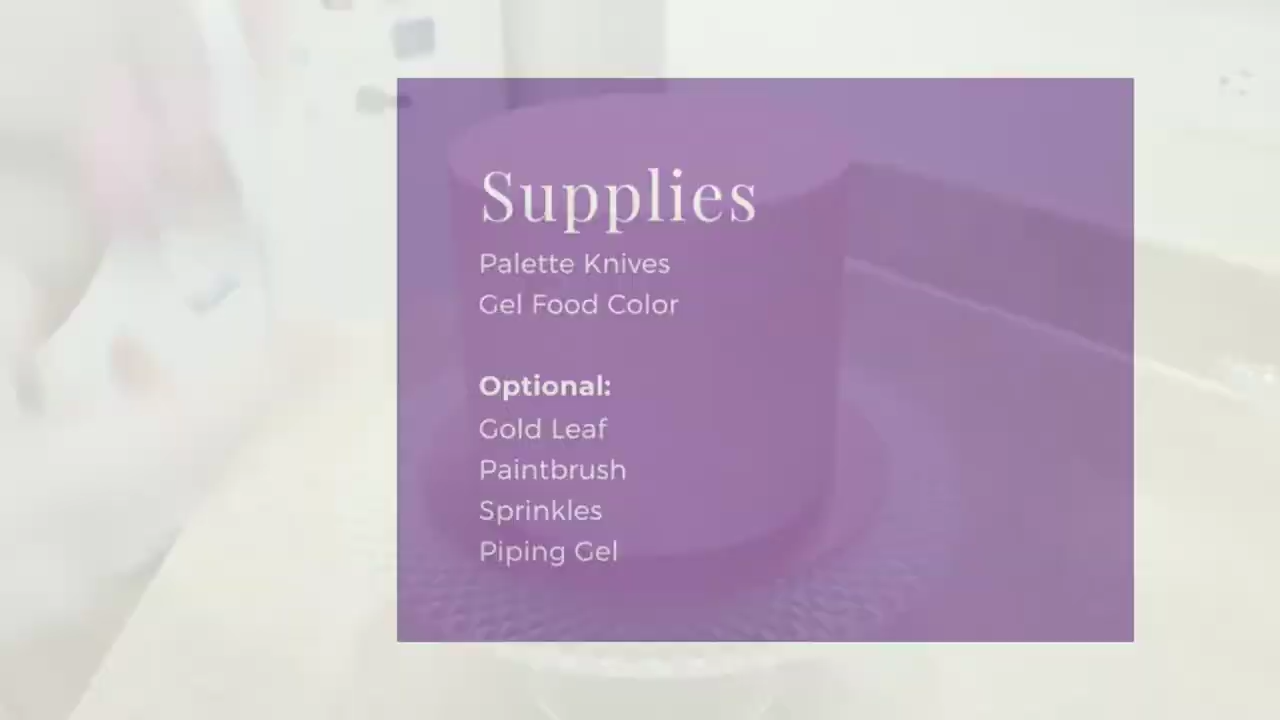 Supplies
Palette Knives
Gel Food Color
Optional:
Gold Leaf
Paintbrush
Sprinkles
Piping Gel